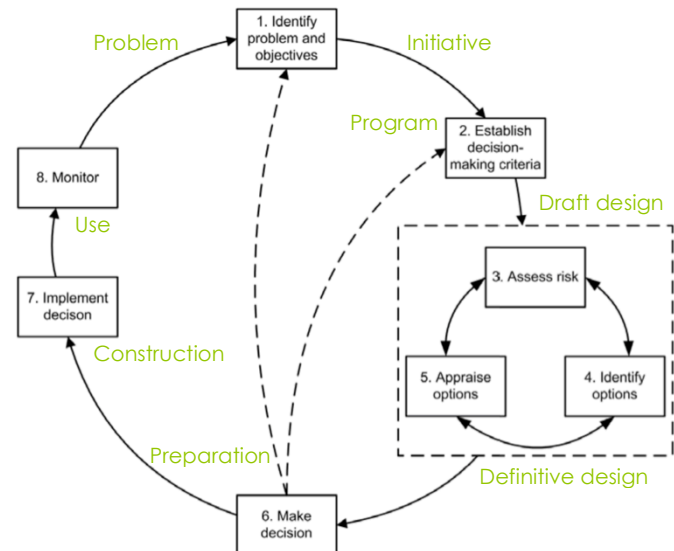 1. Identify
problem and
objectives
Problem
Initiative
Program
2. Establish
decision-
making criteria
8. Monitor
Draft design
Use
3. Assess risk
7. Implement
decison
Construction
5. Appraise
options
4. Identify
options
Preparation
Definitive design
6. Make
decision